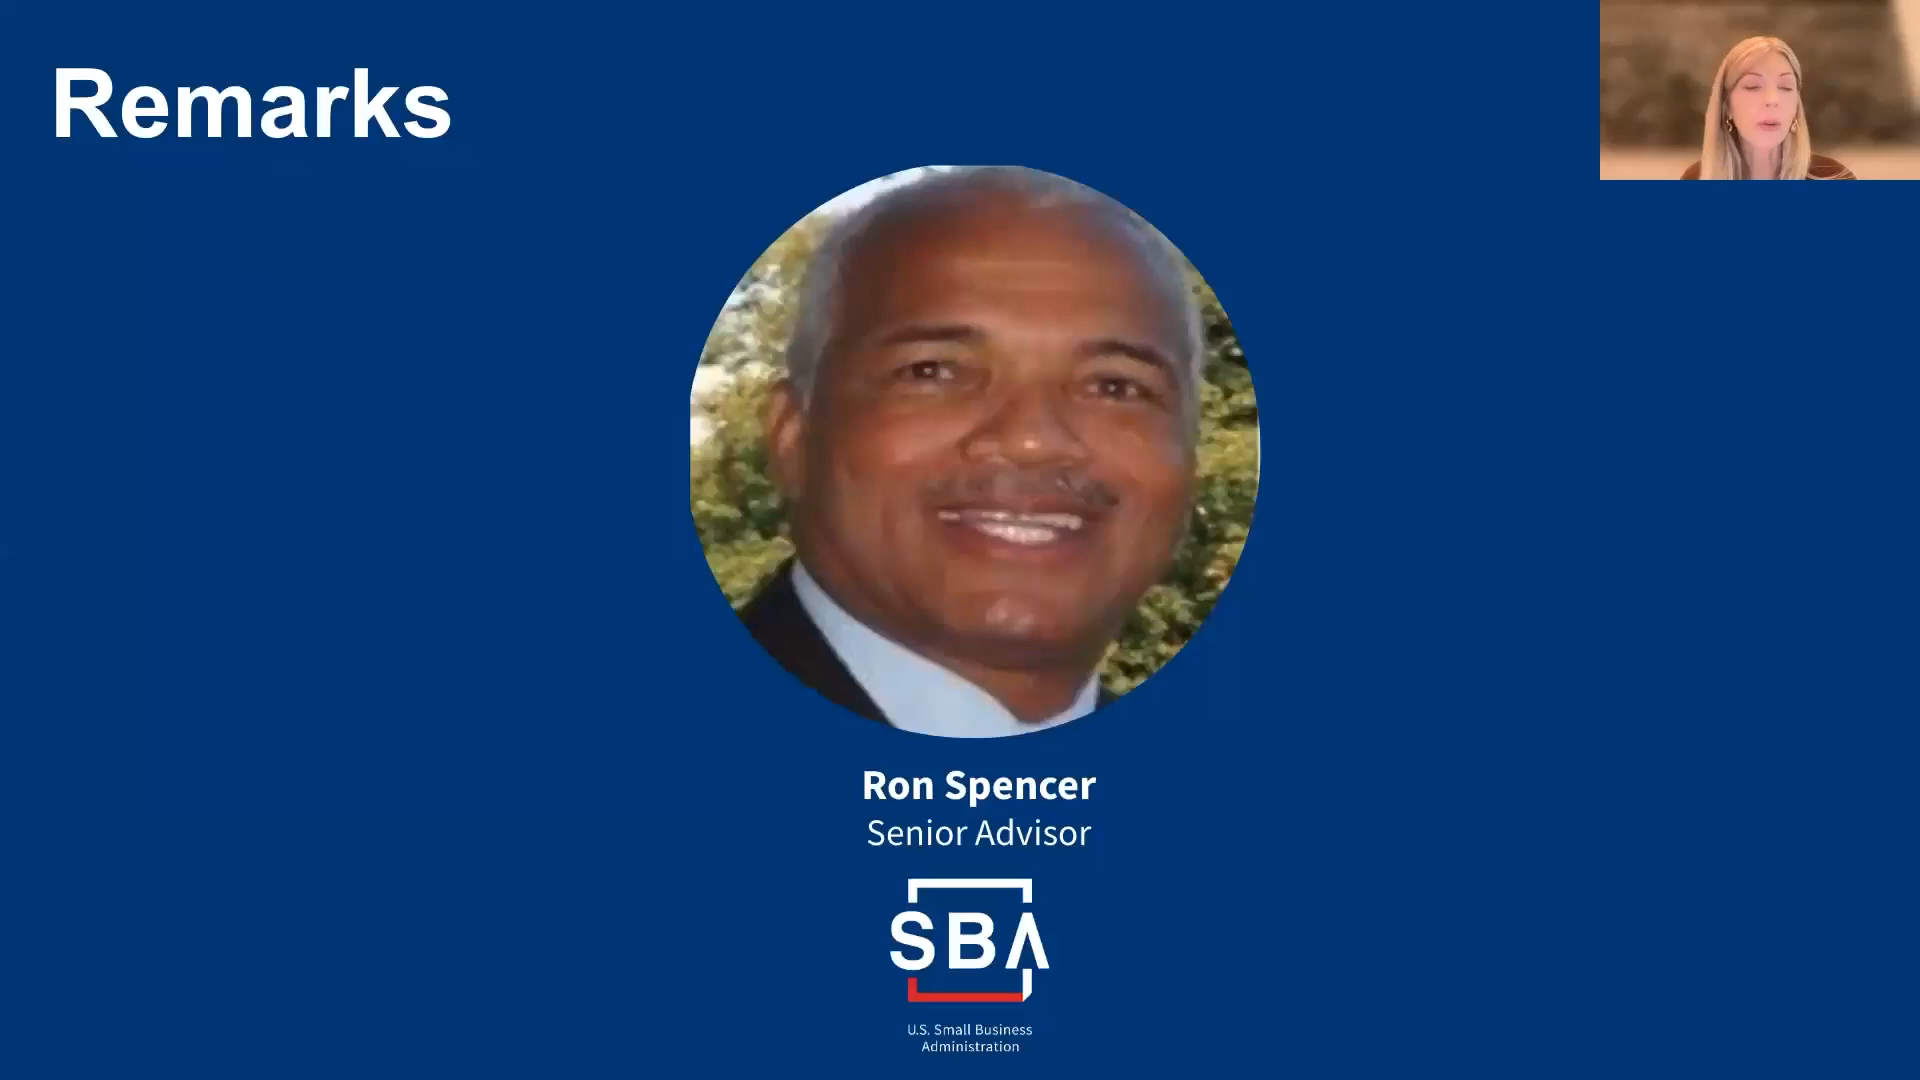 Remarks
Ron Spencer
Senior Advisor
SBA
U.S. Small Business
Administration